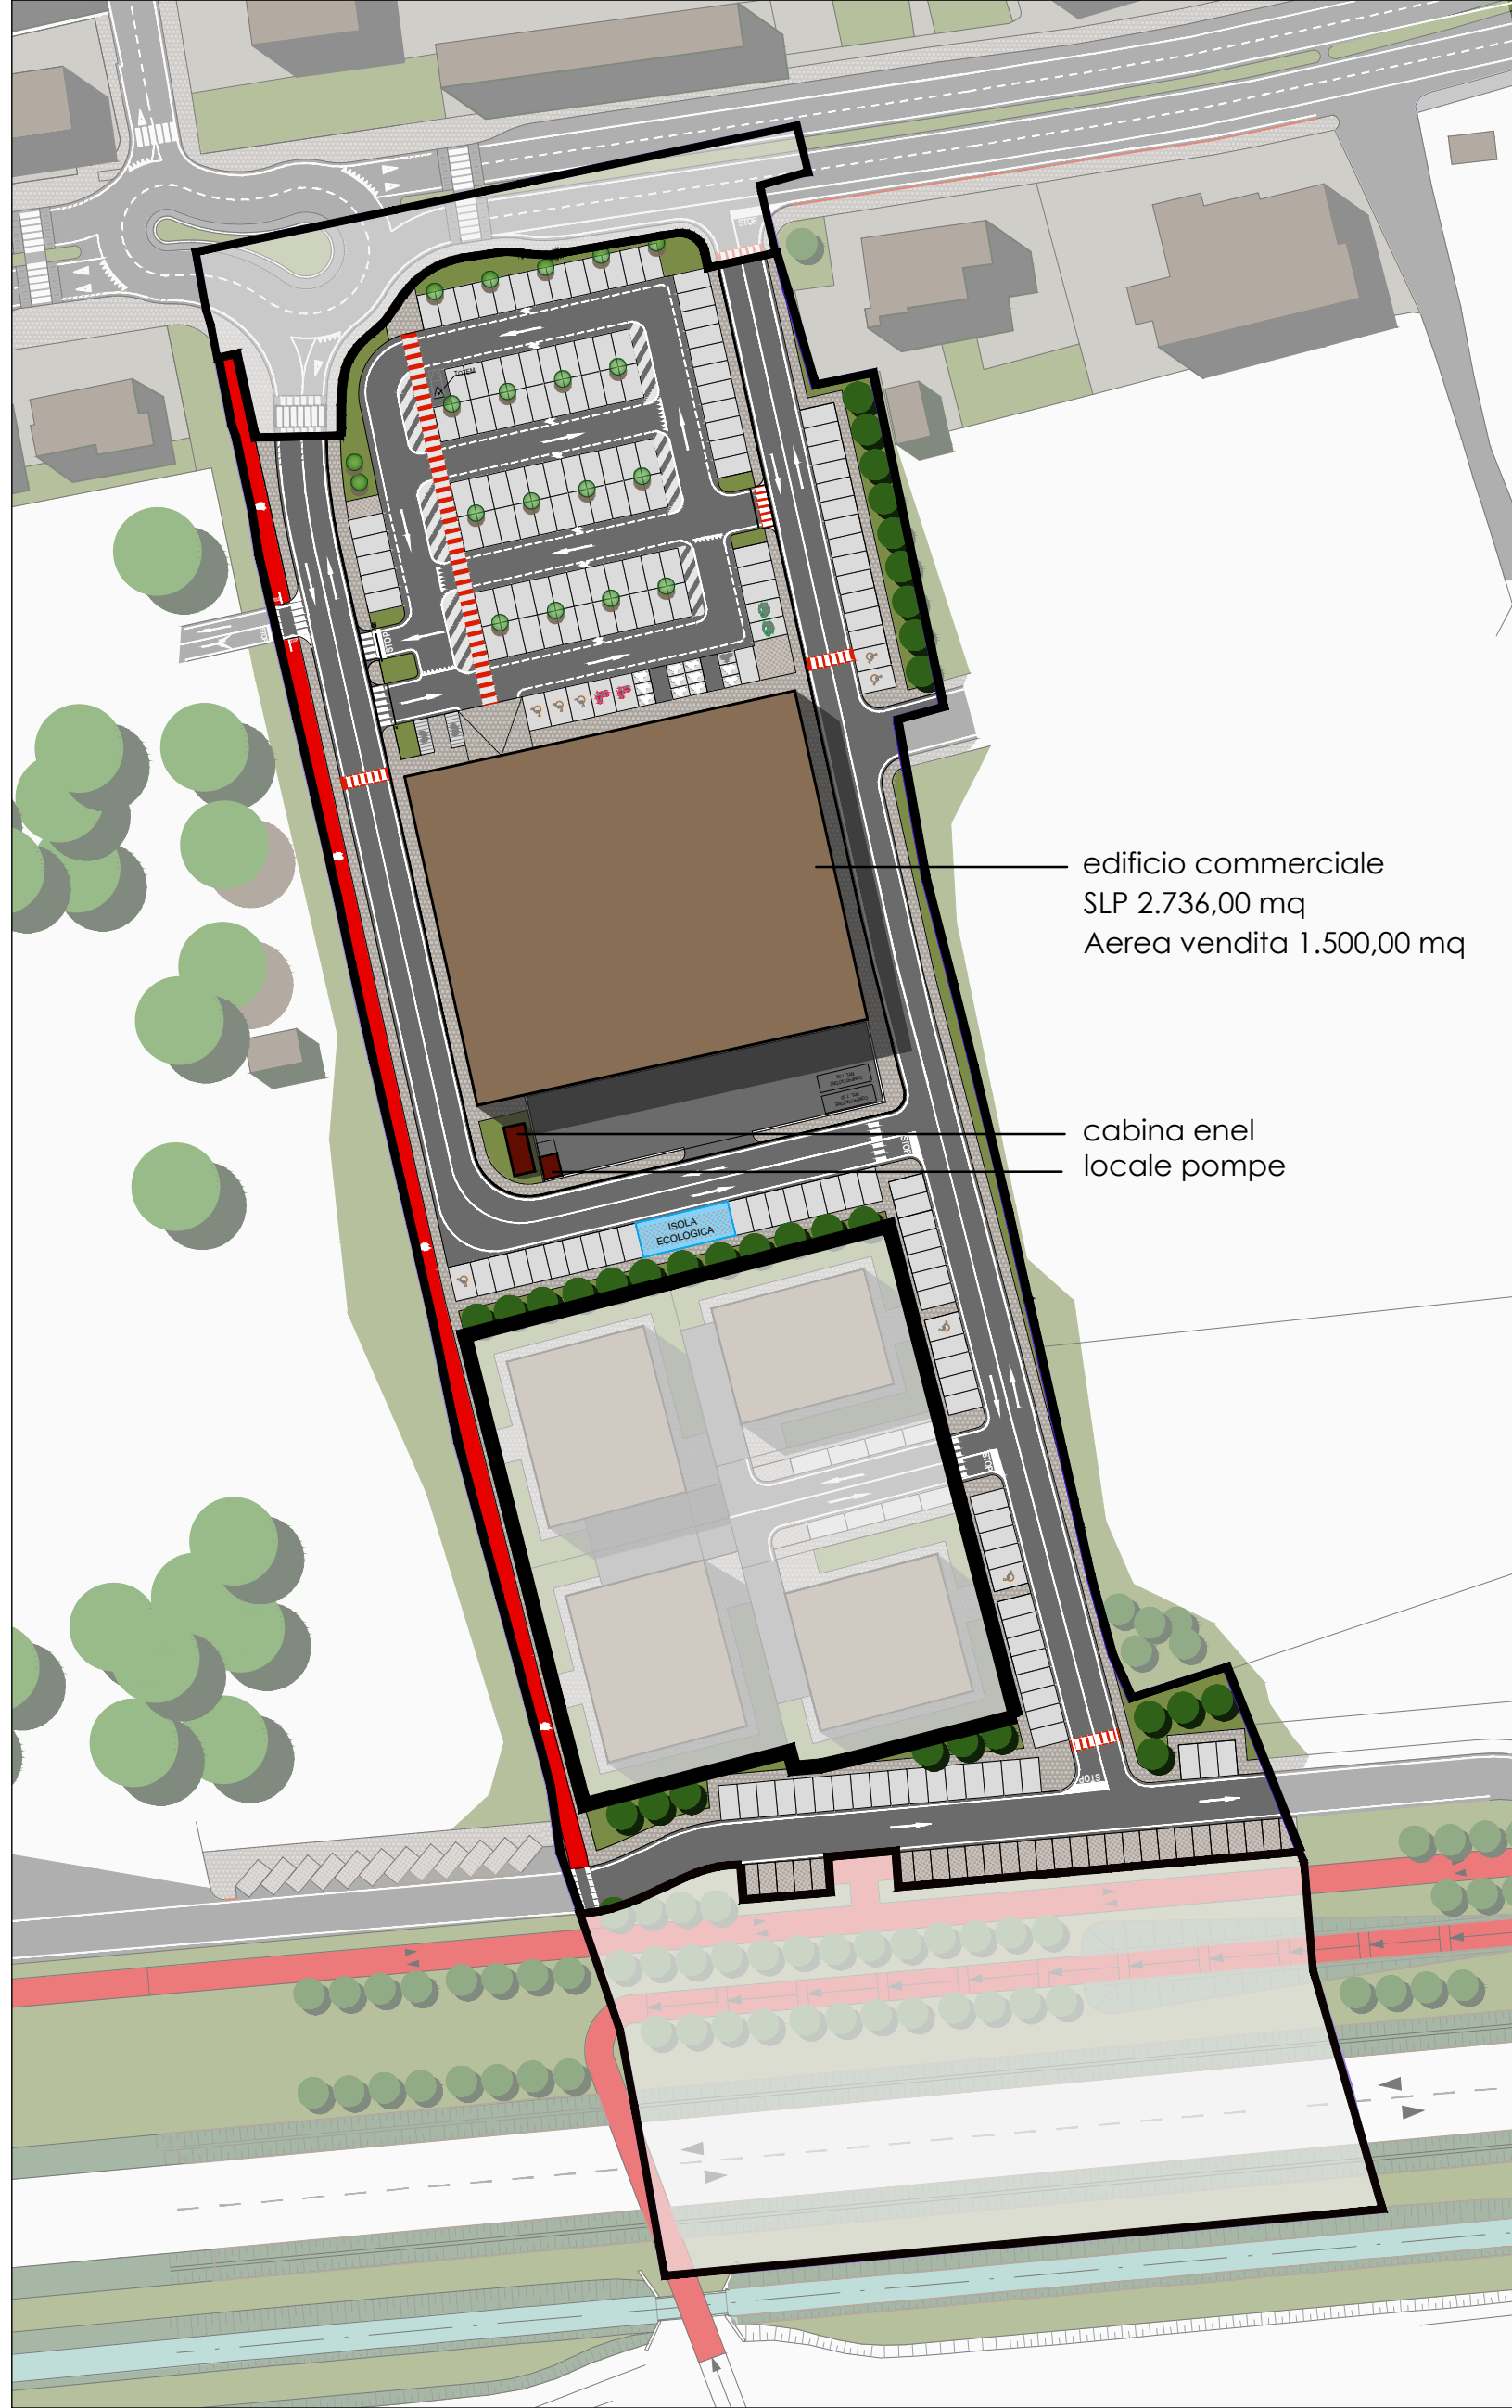 STOP
TOTEM
STOP
edificio commerciale
SLP 2.736,00 mq
Aerea vendita 1.500,00 mq
cabina enel
STOP
locale pompe
ISOLA
ECOLOGICA
STOP
STOP